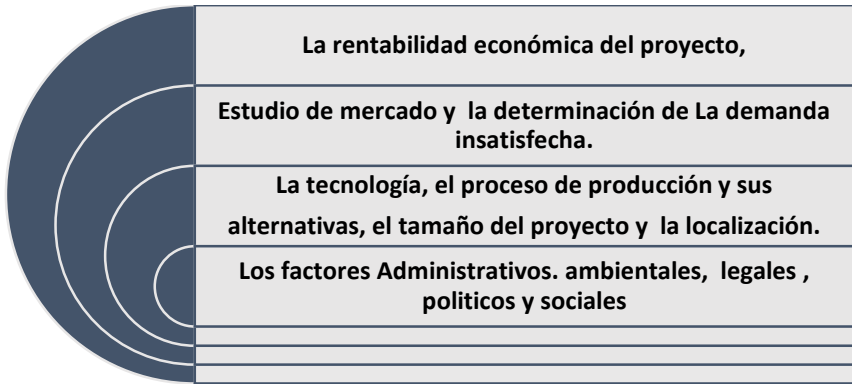 La rentabilidad económica del proyecto,
Estudio de mercado y  la determinación de La demanda
insatisfecha.
La tecnología, el proceso de producción y sus
alternativas, el tamaño del proyecto y  la localización.
Los factores Administrativos. ambientales,  legales ,
politicos y sociales